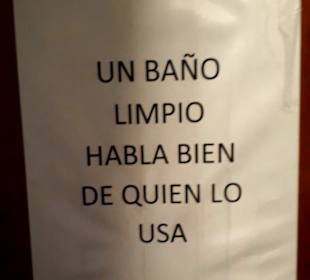 UN BAÑO
LIMPIO
HABLA BIEN
DE QUIEN LO
USA